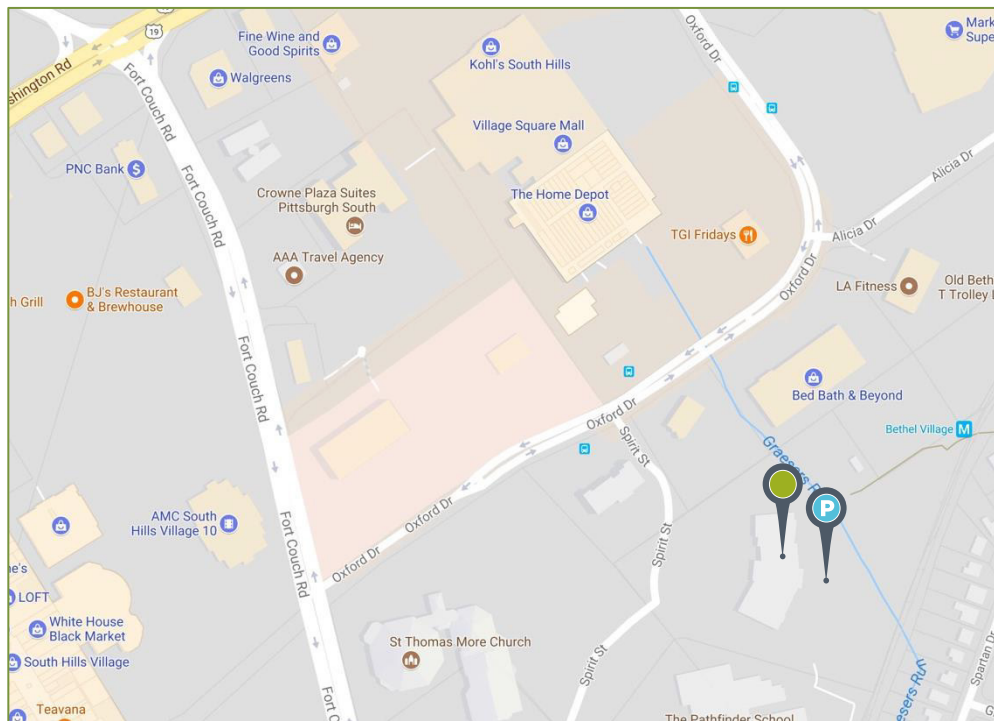 19
19
Fine Wine and
Good Spirits
Oxford Dr
Kohl's South Hills
Washington Rd
Fort Couch Rd
Walgreens
Village Square Mall
PNC Bank
$
Fort Couch Rd
Crowne Plaza Suites
Pittsburgh South
The Home Depot
Alicia Dr
TGI Fridays
Alicia Dr
AAA Travel Agency
Oxford Dr
LA Fitness
Old Beth
T Trolley
h Grill
BJ's Restaurant
& Brewhouse
Fort Couch Rd
Bed Bath & Beyond
Oxford Dr
Bethel Village
M
Spirit St
Graesers
P
AMC South
Hills Village 10
Fort Couch Rd
Oxford Dr
Oxford Dr
Spirit St
ne's
LOFT
White House
Black Market
St Thomas More Church
South Hills Village
Spirit St
Graesers Run
Spartan Dr
Teavana
Fort C
The Pathfinder School
G